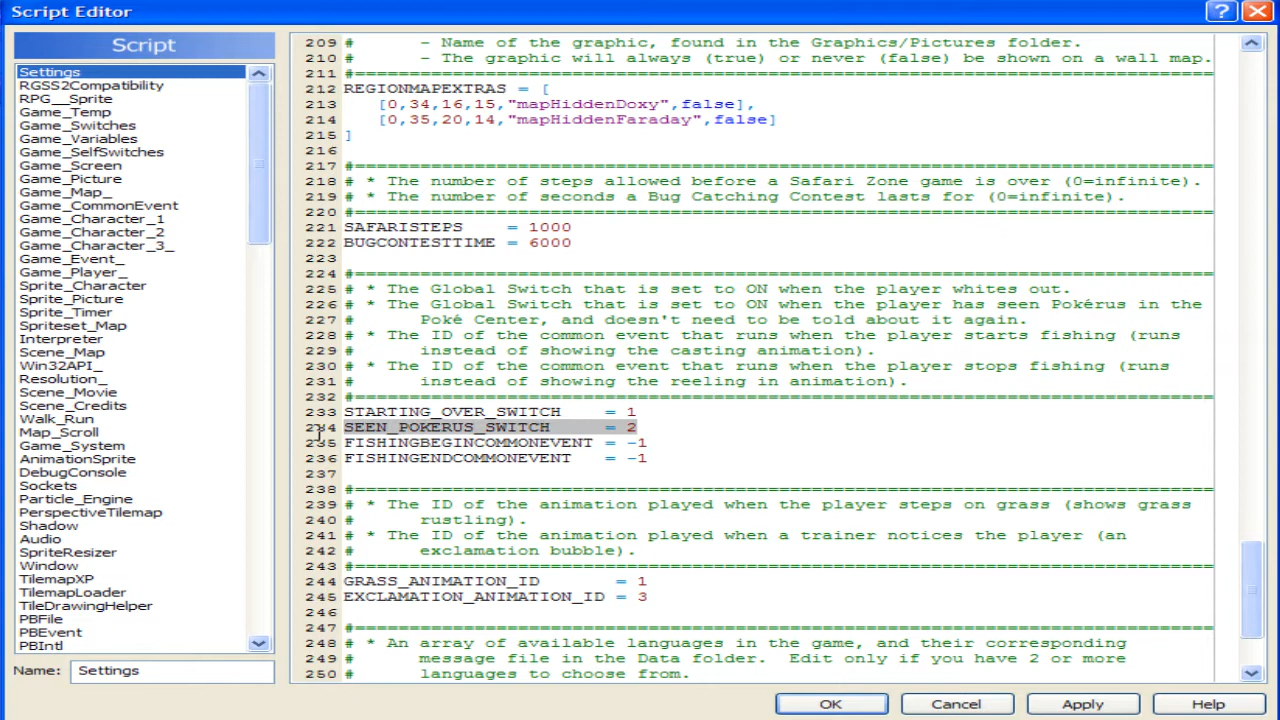 Script Editor
Script
Settings
RGSS2Compatibility
RPG__Sprite
Game_Temp
Game_Switches
Game_Variables
Game_SelfSwitches
Game_Screen
Game_Picture
Game_Map_
Game_CommonEvent
Game_Character_1
Game_Character_2
Game_Character_3_
Game_Event_
Game_Player_
Sprite_Character
Sprite_Picture
Sprite_Timer
Spriteset_Map
Interpreter
Scene_Map
Win32API_
Resolution_
Scene_Movie
Scene_Credits
Walk_Run
Map_Scroll
Game_System
AnimationSprite
DebugConsole
Sockets
Particle_Engine
PerspectiveTilemap
Shadow
Audio
SpriteResizer
Window
TilemapXP
TilemapLoader
TileDrawingHelper
PBFile
PBEvent
PBIntl
Name: Settings
209 #      - Name of the graphic, found in the Graphics/Pictures folder.
210 #      - The graphic will always (true) or never (false) be shown on a wall map.
211 #===============================================================================
212 REGIONMAPEXTRAS = [
213    [0,34,16,15,"mapHiddenDoxy",false],
214    [0,35,20,14,"mapHiddenFaraday",false]
215 ]
216
217 #===============================================================================
218 # * The number of steps allowed before a Safari Zone game is over (0=infinite).
219 # * The number of seconds a Bug Catching Contest lasts for (0=infinite).
220 #===============================================================================
221 SAFARISTEPS    = 1000
222 BUGCONTESTTIME = 6000
223
224 #===============================================================================
225 # * The Global Switch that is set to ON when the player whites out.
226 # * The Global Switch that is set to ON when the player has seen Pokérus in the
227 #      Poké Center, and doesn't need to be told about it again.
228 # * The ID of the common event that runs when the player starts fishing (runs
229 #      instead of showing the casting animation).
230 # * The ID of the common event that runs when the player stops fishing (runs
231 #      instead of showing the reeling in animation).
232 #===============================================================================
233 STARTING_OVER_SWITCH    = 1
234 SEEN_POKERUS_SWITCH     = 2
235 FISHINGBEGINCOMMONEVENT = -1
236 FISHINGENDCOMMONEVENT   = -1
237
238 #===============================================================================
239 # * The ID of the animation played when the player steps on grass (shows grass
240 #      rustling).
241 # * The ID of the animation played when a trainer notices the player (an
242 #      exclamation bubble).
243 #===============================================================================
244 GRASS_ANIMATION_ID       = 1
245 EXCLAMATION_ANIMATION_ID = 3
246
247 #===============================================================================
248 # * An array of available languages in the game, and their corresponding
249 #      message file in the Data folder.  Edit only if you have 2 or more
250 #      languages to choose from.
OK
Cancel
Apply
Help